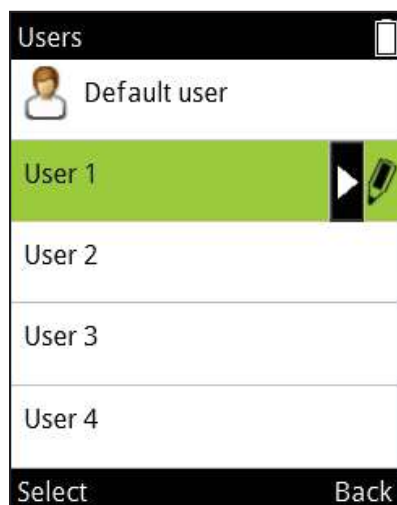 Users
Default user
User 1
User 2
User 3
User 4
Select Back